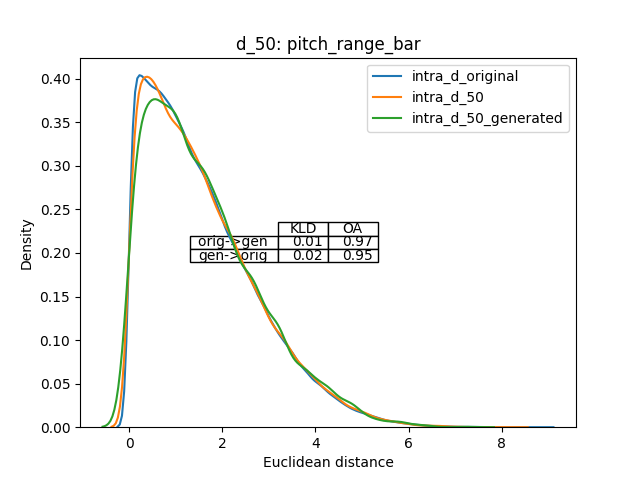 d_50: pitch_range_bar
intra_d_original
intra_d_50
intra_d_50_generated
0.40
0.35
0.30
0.25
0.20
0.15
0.10
0.05
0.00
Density
KLD OA
orig->gen 0.01 0.97
gen->orig 0.02 0.95
0 2 4 6 8
Euclidean distance